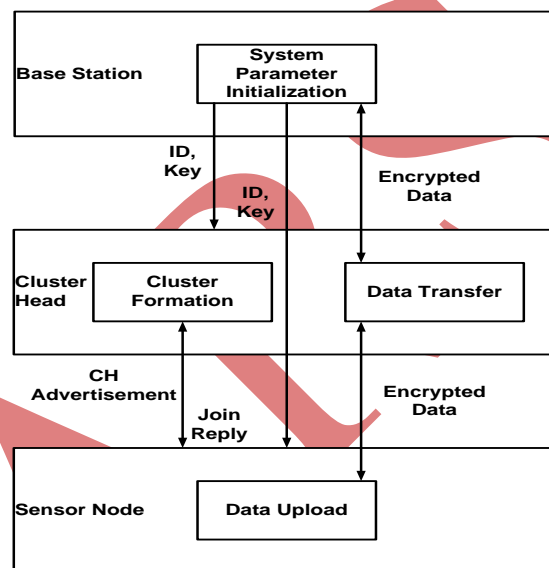 System
Parameter
Initialization
Base Station
ID,
Key
ID,
Key
Encrypted
Data
Cluster
Head
Cluster
Formation
Data Transfer
CH
Advertisement
Join
Reply
Encrypted
Data
Sensor Node
Data Upload